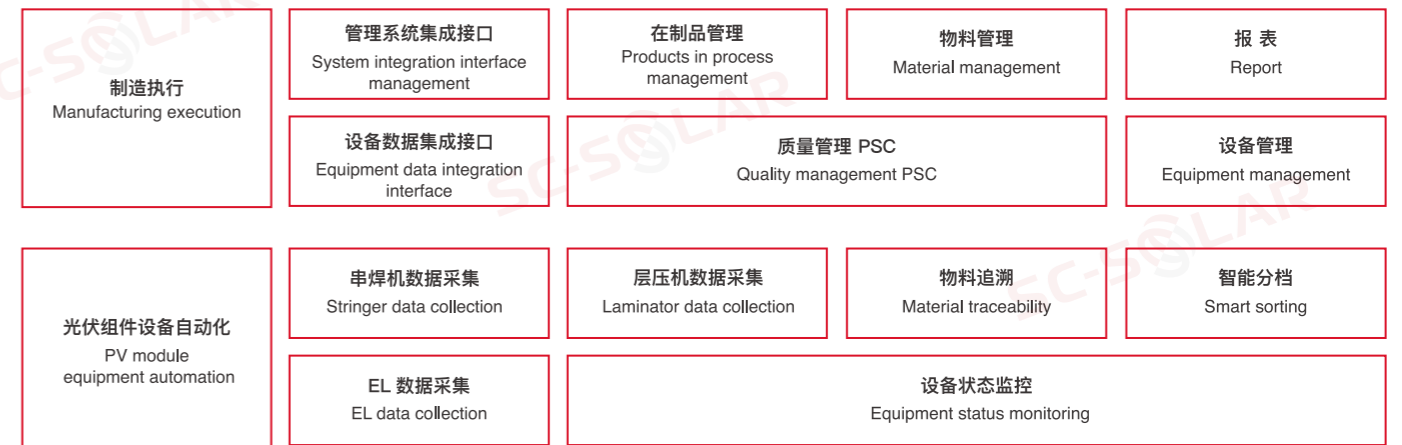 制造执行
Manufacturing execution
管理系统集成接口
System integration interface
management
在制品管理
Products in process
management
物料管理
Material management
报 表
Report
设备数据集成接口
Equipment data integration
interface
质量管理 PSC
Quality management PSC
设备管理
Equipment management
光伏组件设备自动化
PV module
equipment automation
串焊机数据采集
Stringer data collection
层压机数据采集
Laminator data collection
物料追溯
Material traceability
智能分档
Smart sorting
EL 数据采集
EL data collection
设备状态监控
Equipment status monitoring
SC-SOLAR
SC-SOLAR
SC-SOLAR